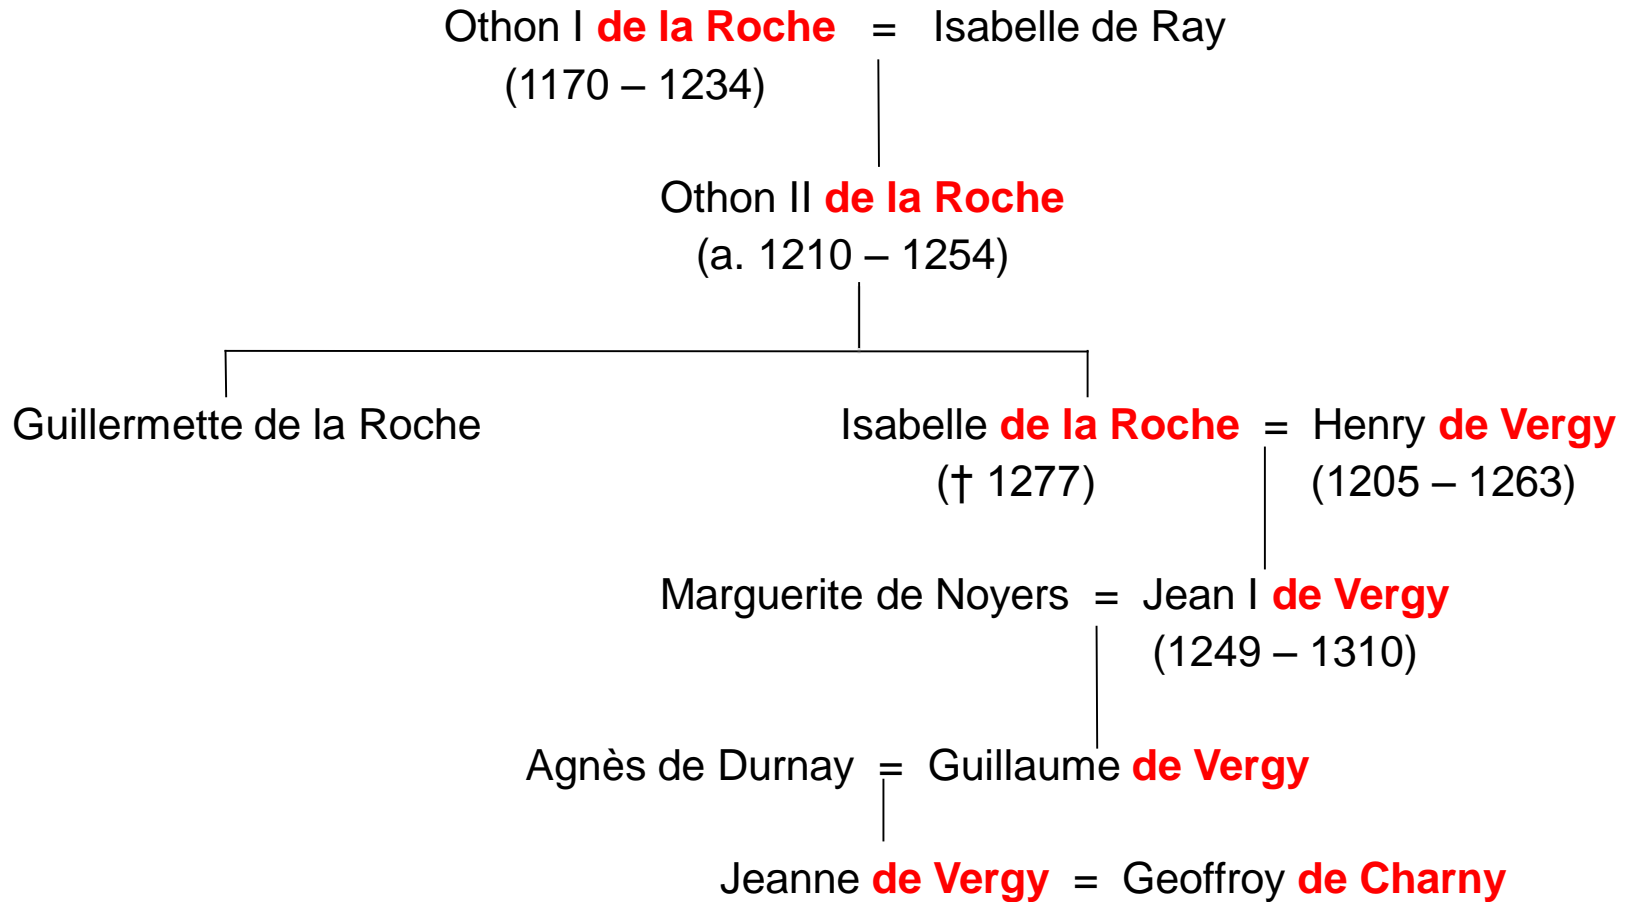 Othon I de la Roche = Isabelle de Ray
(1170 – 1234)
Othon II de la Roche
(a. 1210 – 1254)
Guillermette de la Roche Isabelle de la Roche = Henry de Vergy
(† 1277) (1205 – 1263)
Marguerite de Noyers = Jean I de Vergy
(1249 – 1310)
Agnès de Durnay = Guillaume de Vergy
Jeanne de Vergy = Geoffroy de Charny